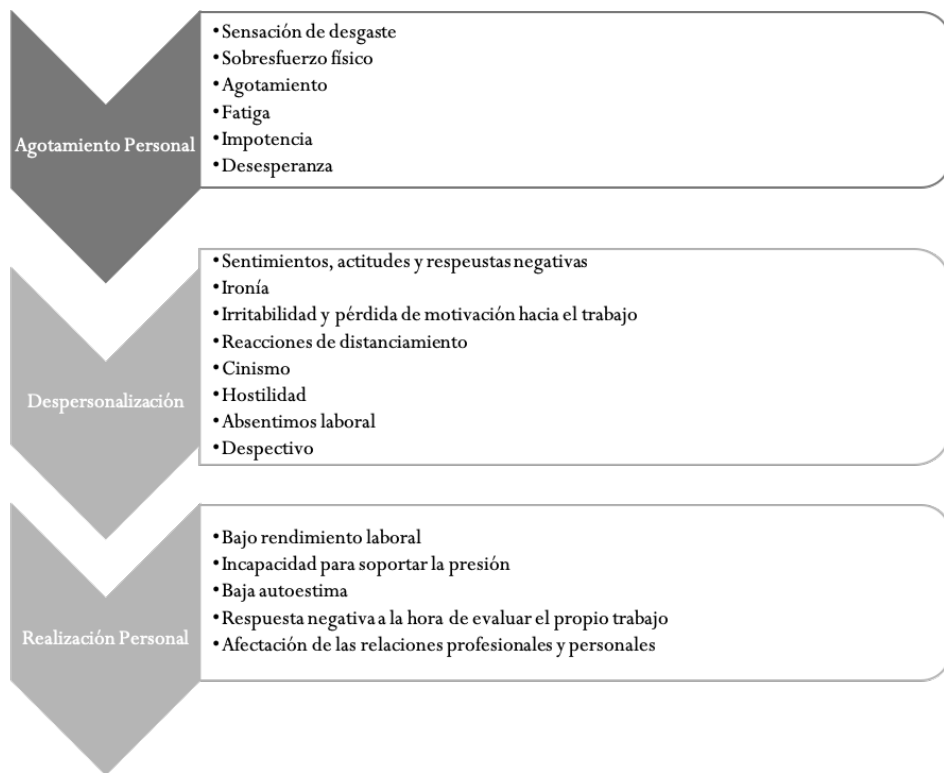 Agotamiento Personal
•Sensación de desgaste
•Sobresfuerzo físico
•Agotamiento
•Fatiga
•Impotencia
•Desesperanza
Despersonalización
•Sentimientos, actitudes y respeustas negativas
•Ironía
•Irritabilidad y pérdida de motivación hacia el trabajo
•Reacciones de distanciamiento
•Cinismo
•Hostilidad
•Absentimos laboral
•Despectivo
Realización Personal
•Bajo rendimiento laboral
•Incapacidad para soportar la presión
•Baja autoestima
•Respuesta negativa a la hora de evaluar el propio trabajo
•Afectación de las relaciones profesionales y personales